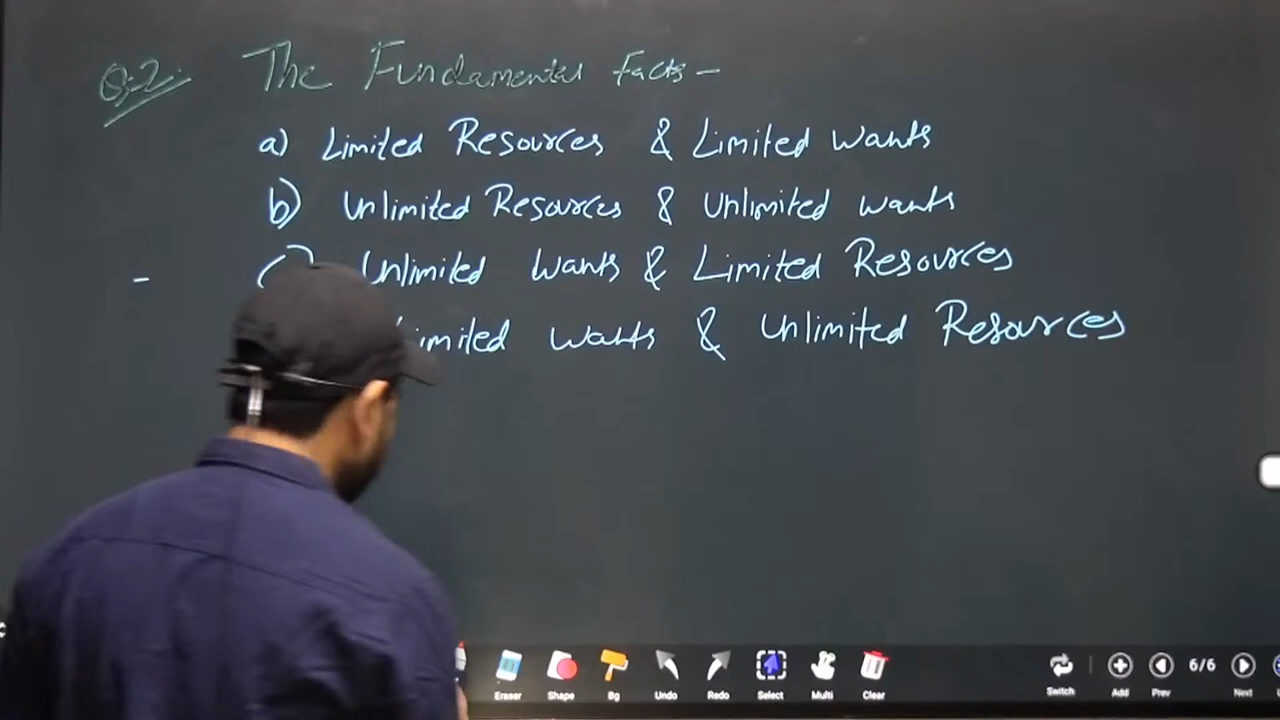 Q:-2. The Fundamental Facts -
a) Limited Resources & Limited Wants
b) Unlimited Resources & Unlimited wants
- c) Unlimited Wants & Limited Resources
imited wants & Unlimited Resources
Eraser Shape Bg Undo Redo Select Multi Clear Switch Add Prev 6/6 Next